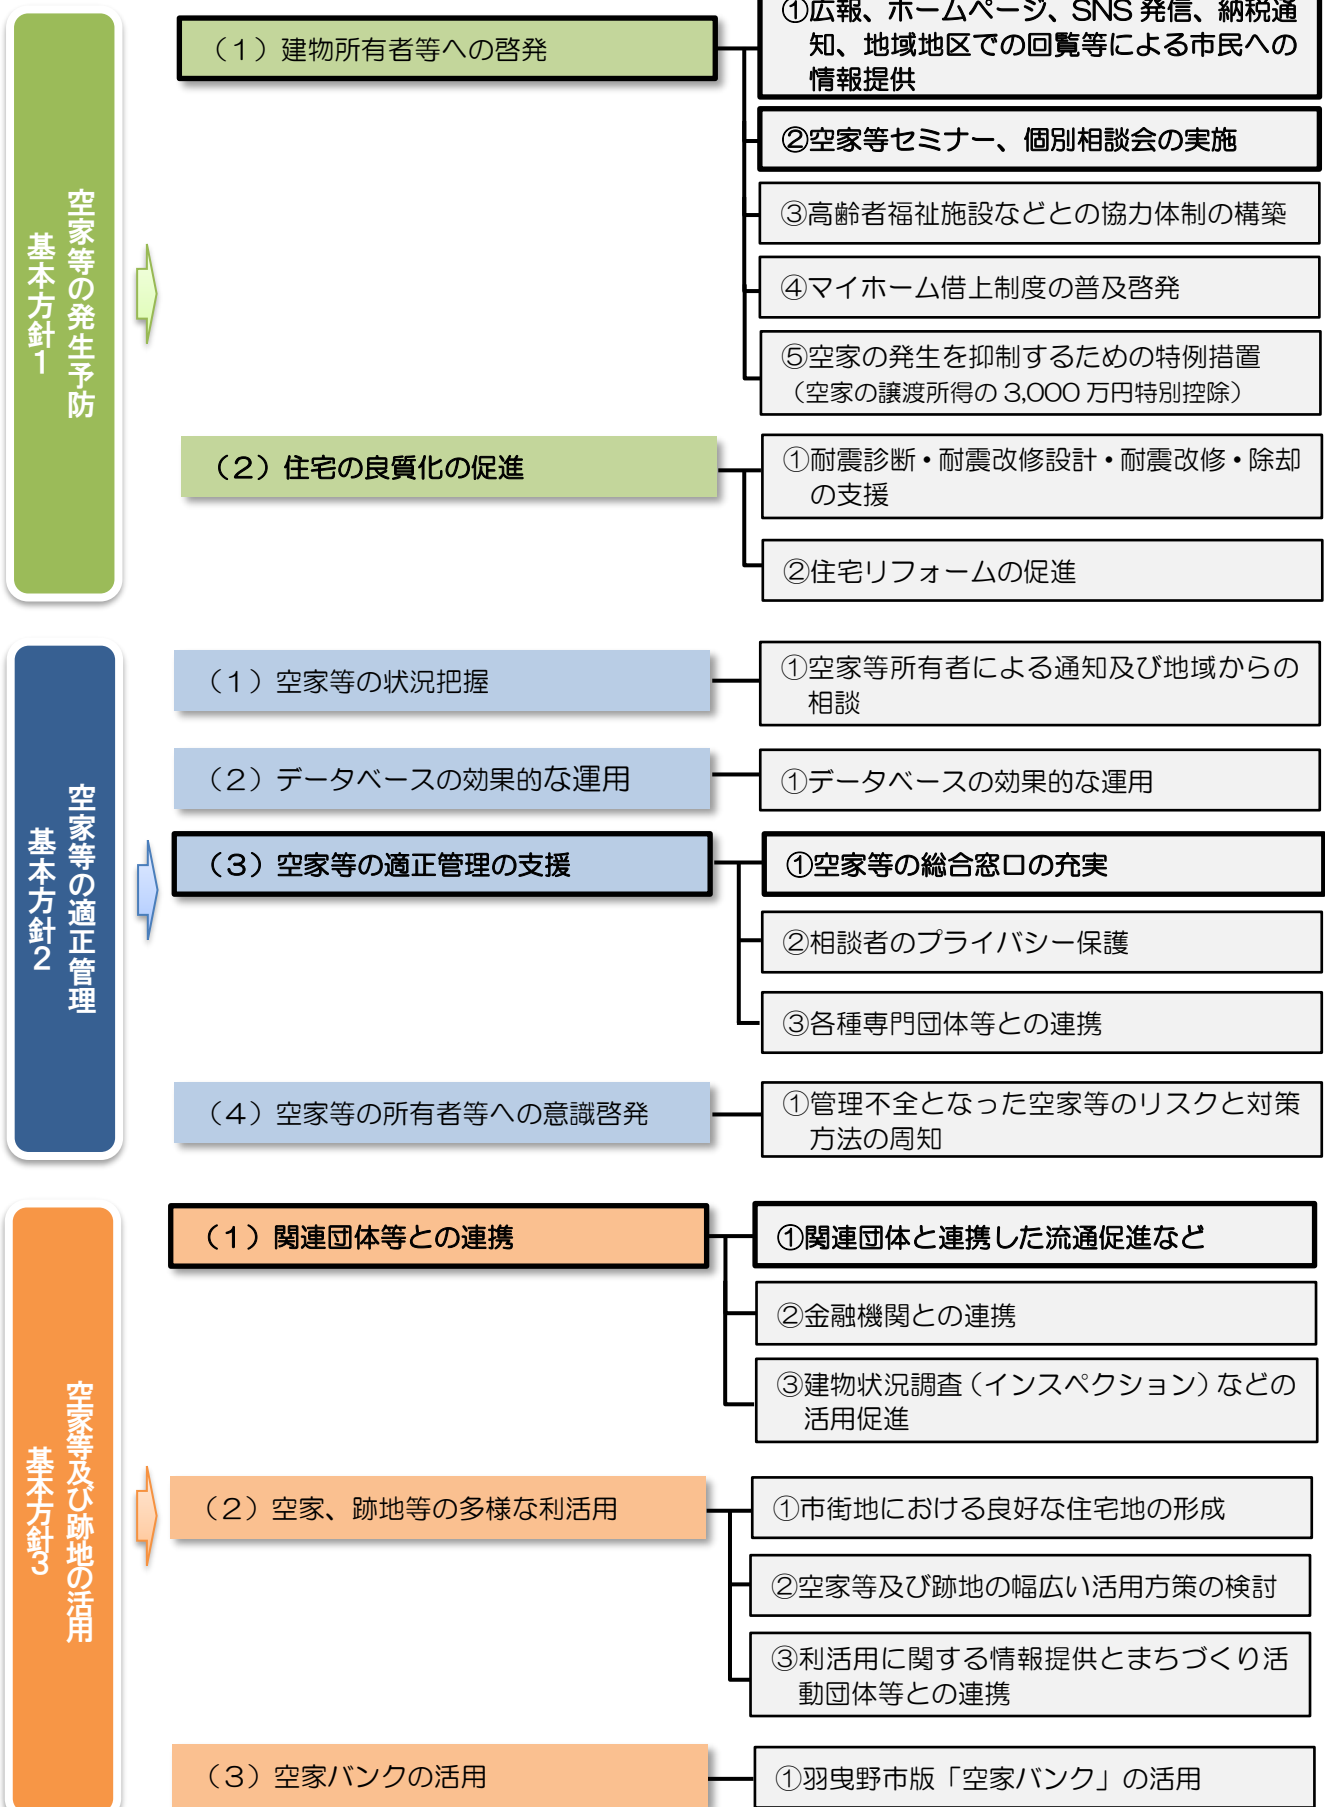 基本方針1
空家等の発生予防
（1）建物所有者等への啓発
①広報、ホームページ、SNS 発信、納税通
知、地域地区での回覧等による市民への
情報提供
②空家等セミナー、個別相談会の実施
③高齢者福祉施設などとの協力体制の構築
④マイホーム借上制度の普及啓発
⑤空家の発生を抑制するための特例措置
（空家の譲渡所得の 3,000 万円特別控除）
（2）住宅の良質化の促進
①耐震診断・耐震改修設計・耐震改修・除却
の支援
②住宅リフォームの促進
基本方針2
空家等の適正管理
（1）空家等の状況把握
①空家等所有者による通知及び地域からの
相談
（2）データベースの効果的な運用
①データベースの効果的な運用
（3）空家等の適正管理の支援
①空家等の総合窓口の充実
②相談者のプライバシー保護
③各種専門団体等との連携
（4）空家等の所有者等への意識啓発
①管理不全となった空家等のリスクと対策
方法の周知
基本方針3
空家等及び跡地の活用
（1）関連団体等との連携
①関連団体と連携した流通促進など
②金融機関との連携
③建物状況調査（インスペクション）などの
活用促進
（2）空家、跡地等の多様な利活用
①市街地における良好な住宅地の形成
②空家等及び跡地の幅広い活用方策の検討
③利活用に関する情報提供とまちづくり活
動団体等との連携
（3）空家バンクの活用
①羽曳野市版「空家バンク」の活用